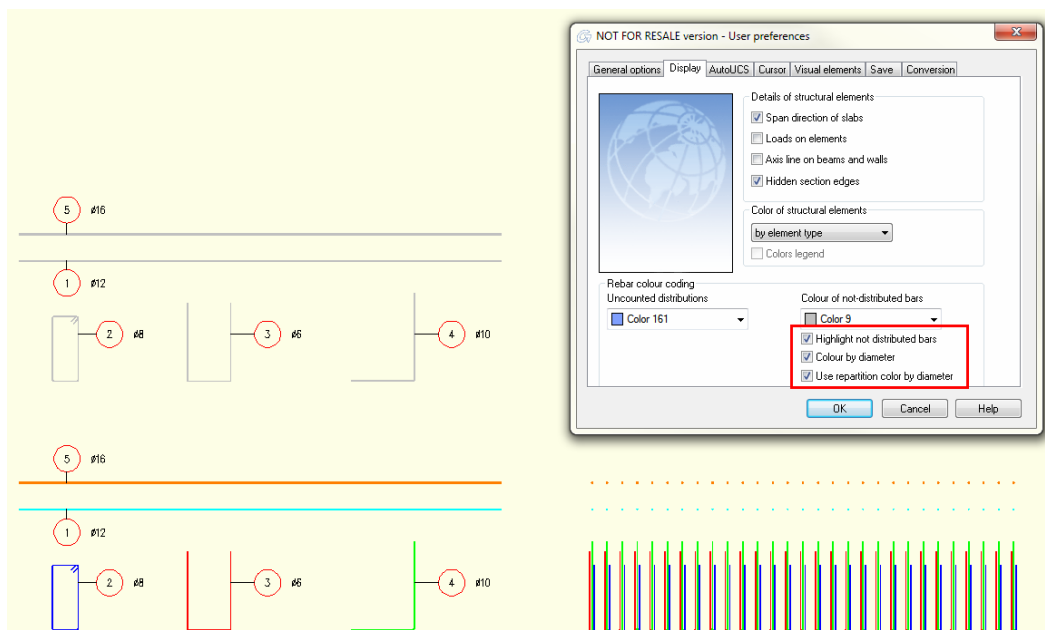 NOT FOR RESALE version - User preferences
General options Display AutoUCS Cursor Visual elements Save Conversion
Details of structural elements
Span direction of slabs
Loads on elements
Axis line on beams and walls
Hidden section edges
Color of structural elements
by element type
Colors legend
Rebar colour coding
Uncounted distributions Colour of not-distributed bars
Color 161 Color 9
Highlight not distributed bars
Colour by diameter
Use repartition color by diameter
OK Cancel Help
5 ø16
1 ø12
2 ø8 3 ø6 4 ø10
5 ø16
1 ø12
2 ø8 3 ø6 4 ø10